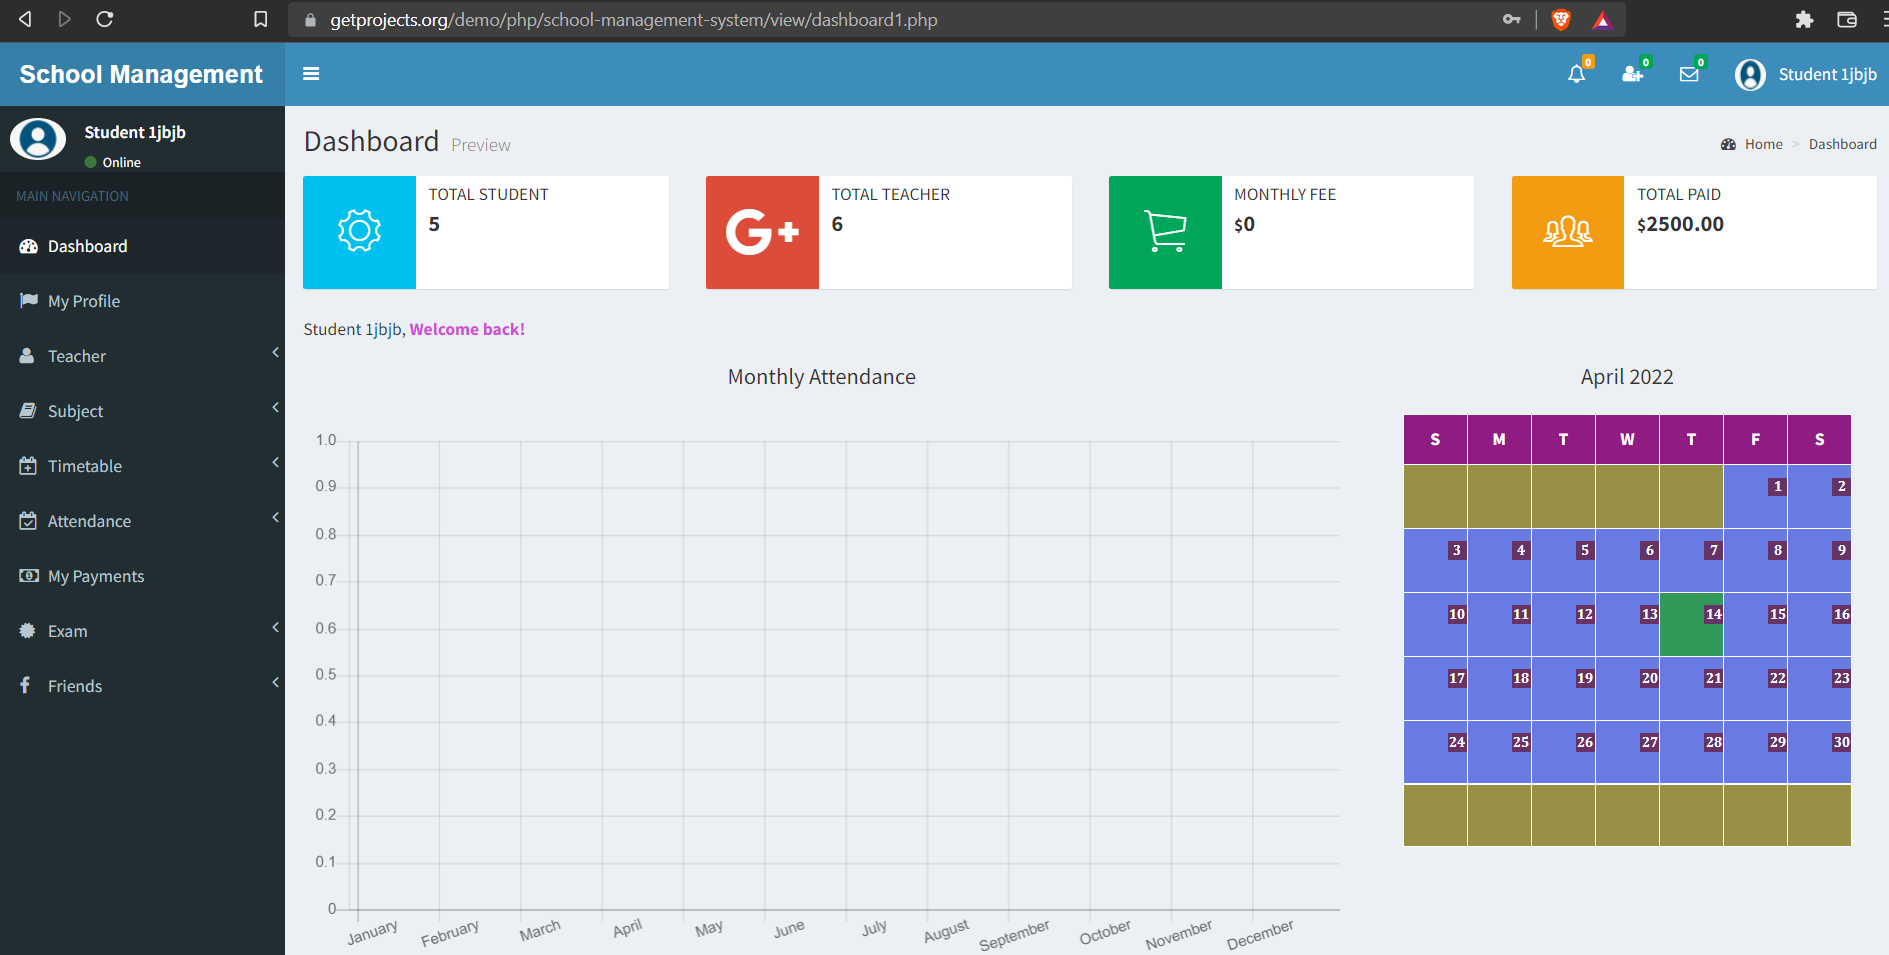 getprojects.org/demo/php/school-management-system/view/dashboard1.php
School Management
0
0
0
Student 1jbjb
Student 1jbjb
Online
MAIN NAVIGATION
Dashboard
My Profile
Teacher
Subject
Timetable
Attendance
My Payments
Exam
Friends
Dashboard Preview
Home > Dashboard
TOTAL STUDENT
5
G+
TOTAL TEACHER
6
MONTHLY FEE
$0
TOTAL PAID
$2500.00
Student 1jbjb, Welcome back!
Monthly Attendance
1.0
0.9
0.8
0.7
0.6
0.5
0.4
0.3
0.2
0.1
0
January February March April May June July August September October November December
April 2022
S M T W T F S
1 2
3 4 5 6 7 8 9
10 11 12 13 14 15 16
17 18 19 20 21 22 23
24 25 26 27 28 29 30